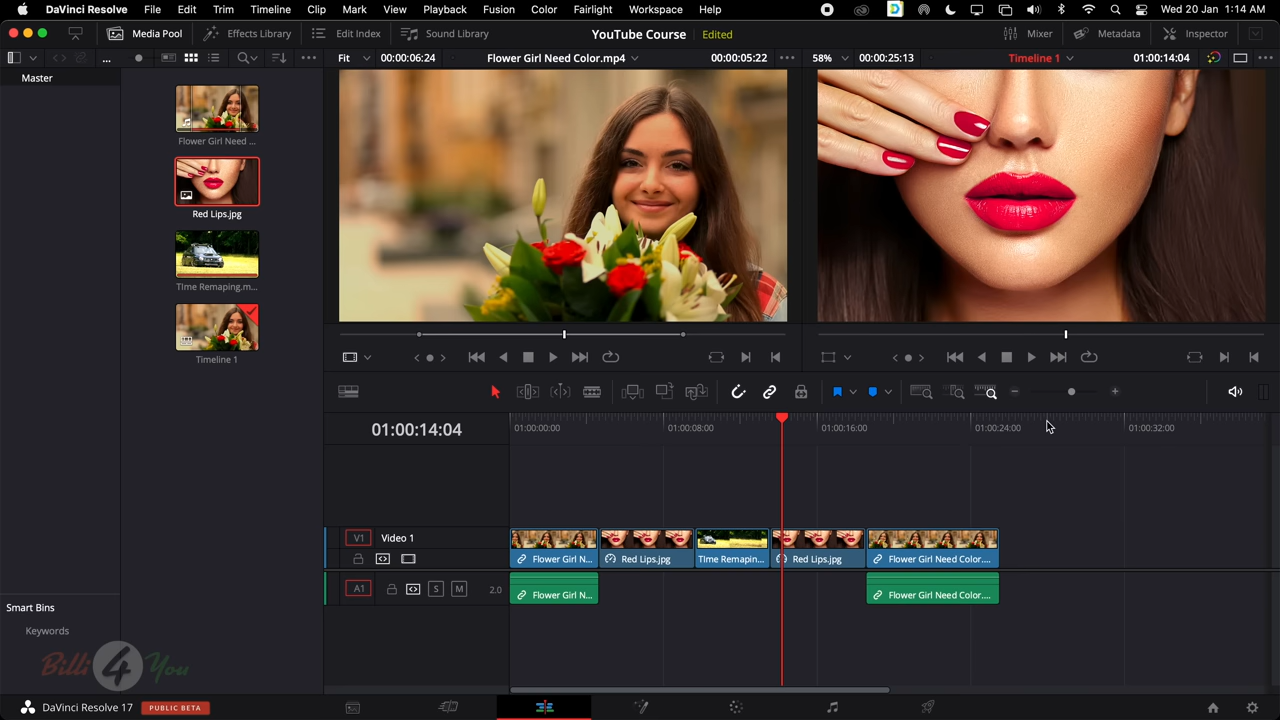 DaVinci Resolve File Edit Trim Timeline Clip Mark View Playback Fusion Color Fairlight Workspace Help Wed 20 Jan 1:14 AM
Media Pool Effects Library Edit Index Sound Library YouTube Course Edited Mixer Metadata Inspector
... Fit 00:00:06:24 Flower Girl Need Color.mp4 00:00:05:22 58% 00:00:25:13 Timeline 1 01:00:14:04
Master
Flower Girl Need ...
Red Lips.jpg
TIme Remaping.m...
Timeline 1
01:00:14:04
01:00:00:00 01:00:08:00 01:00:16:00 01:00:24:00 01:00:32:00
V1 Video 1
Flower Girl N... Red Lips.jpg TIme Remapin... Red Lips.jpg Flower Girl Need Color....
A1 S M 2.0
Flower Girl N... Flower Girl Need Color....
Smart Bins
Keywords
Billi 4 You
DaVinci Resolve 17 PUBLIC BETA